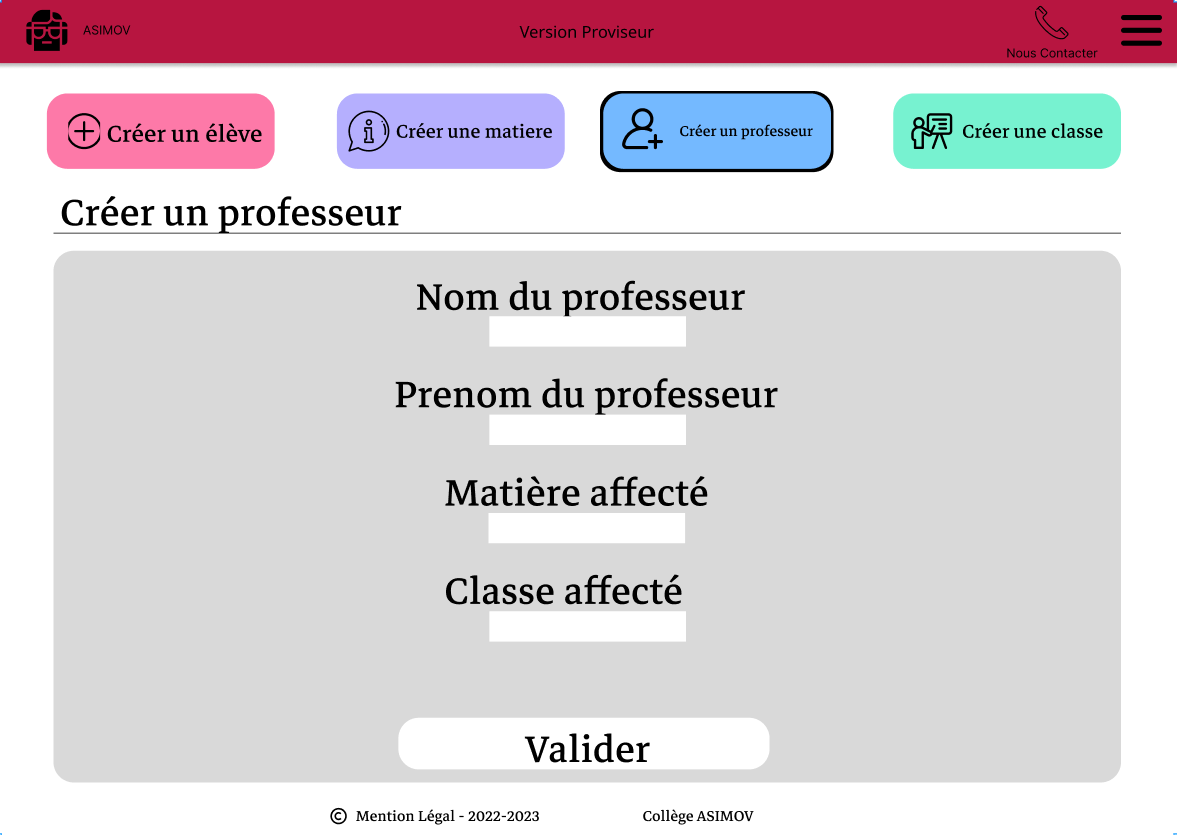 ASIMOV
Version Proviseur
Nous Contacter
Créer un élève
Créer une matiere
Créer un professeur
Créer une classe
Créer un professeur
Nom du professeur
Prenom du professeur
Matière affecté
Classe affecté
Valider
© Mention Légal - 2022-2023
Collège ASIMOV